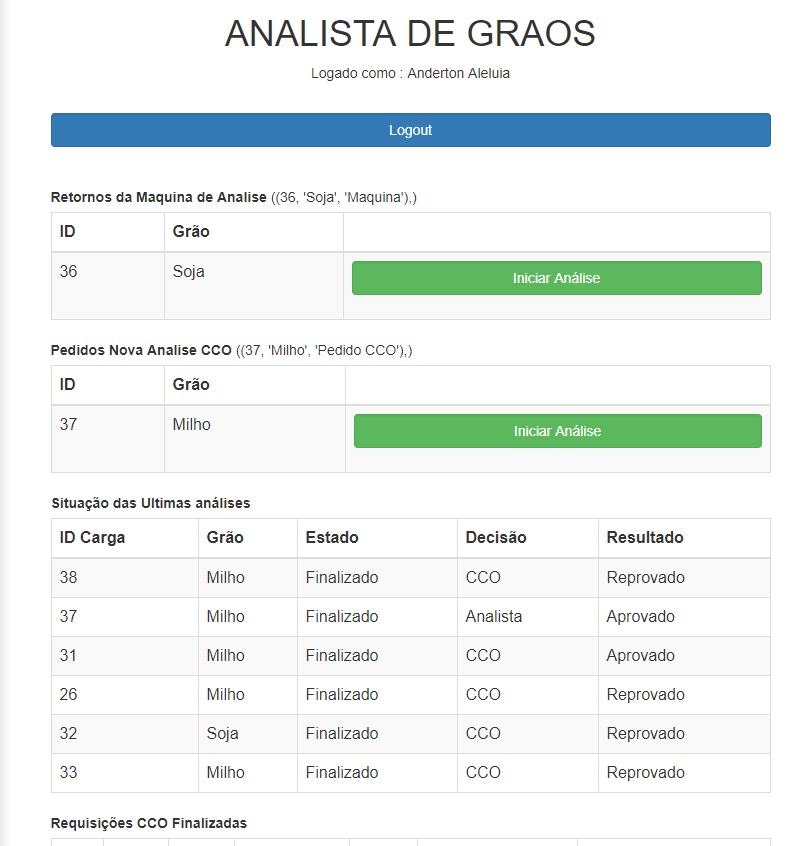 ANALISTA DE GRAOS
Logado como : Anderton Aleluia
Logout
Retornos da Maquina de Analise ((36, 'Soja', 'Maquina'),)
ID Grão
36 Soja Iniciar Análise
Pedidos Nova Analise CCO ((37, 'Milho', 'Pedido CCO'),)
ID Grão
37 Milho Iniciar Análise
Situação das Ultimas análises
ID Carga Grão Estado Decisão Resultado
38 Milho Finalizado CCO Reprovado
37 Milho Finalizado Analista Aprovado
31 Milho Finalizado CCO Aprovado
26 Milho Finalizado CCO Reprovado
32 Soja Finalizado CCO Reprovado
33 Milho Finalizado CCO Reprovado
Requisições CCO Finalizadas